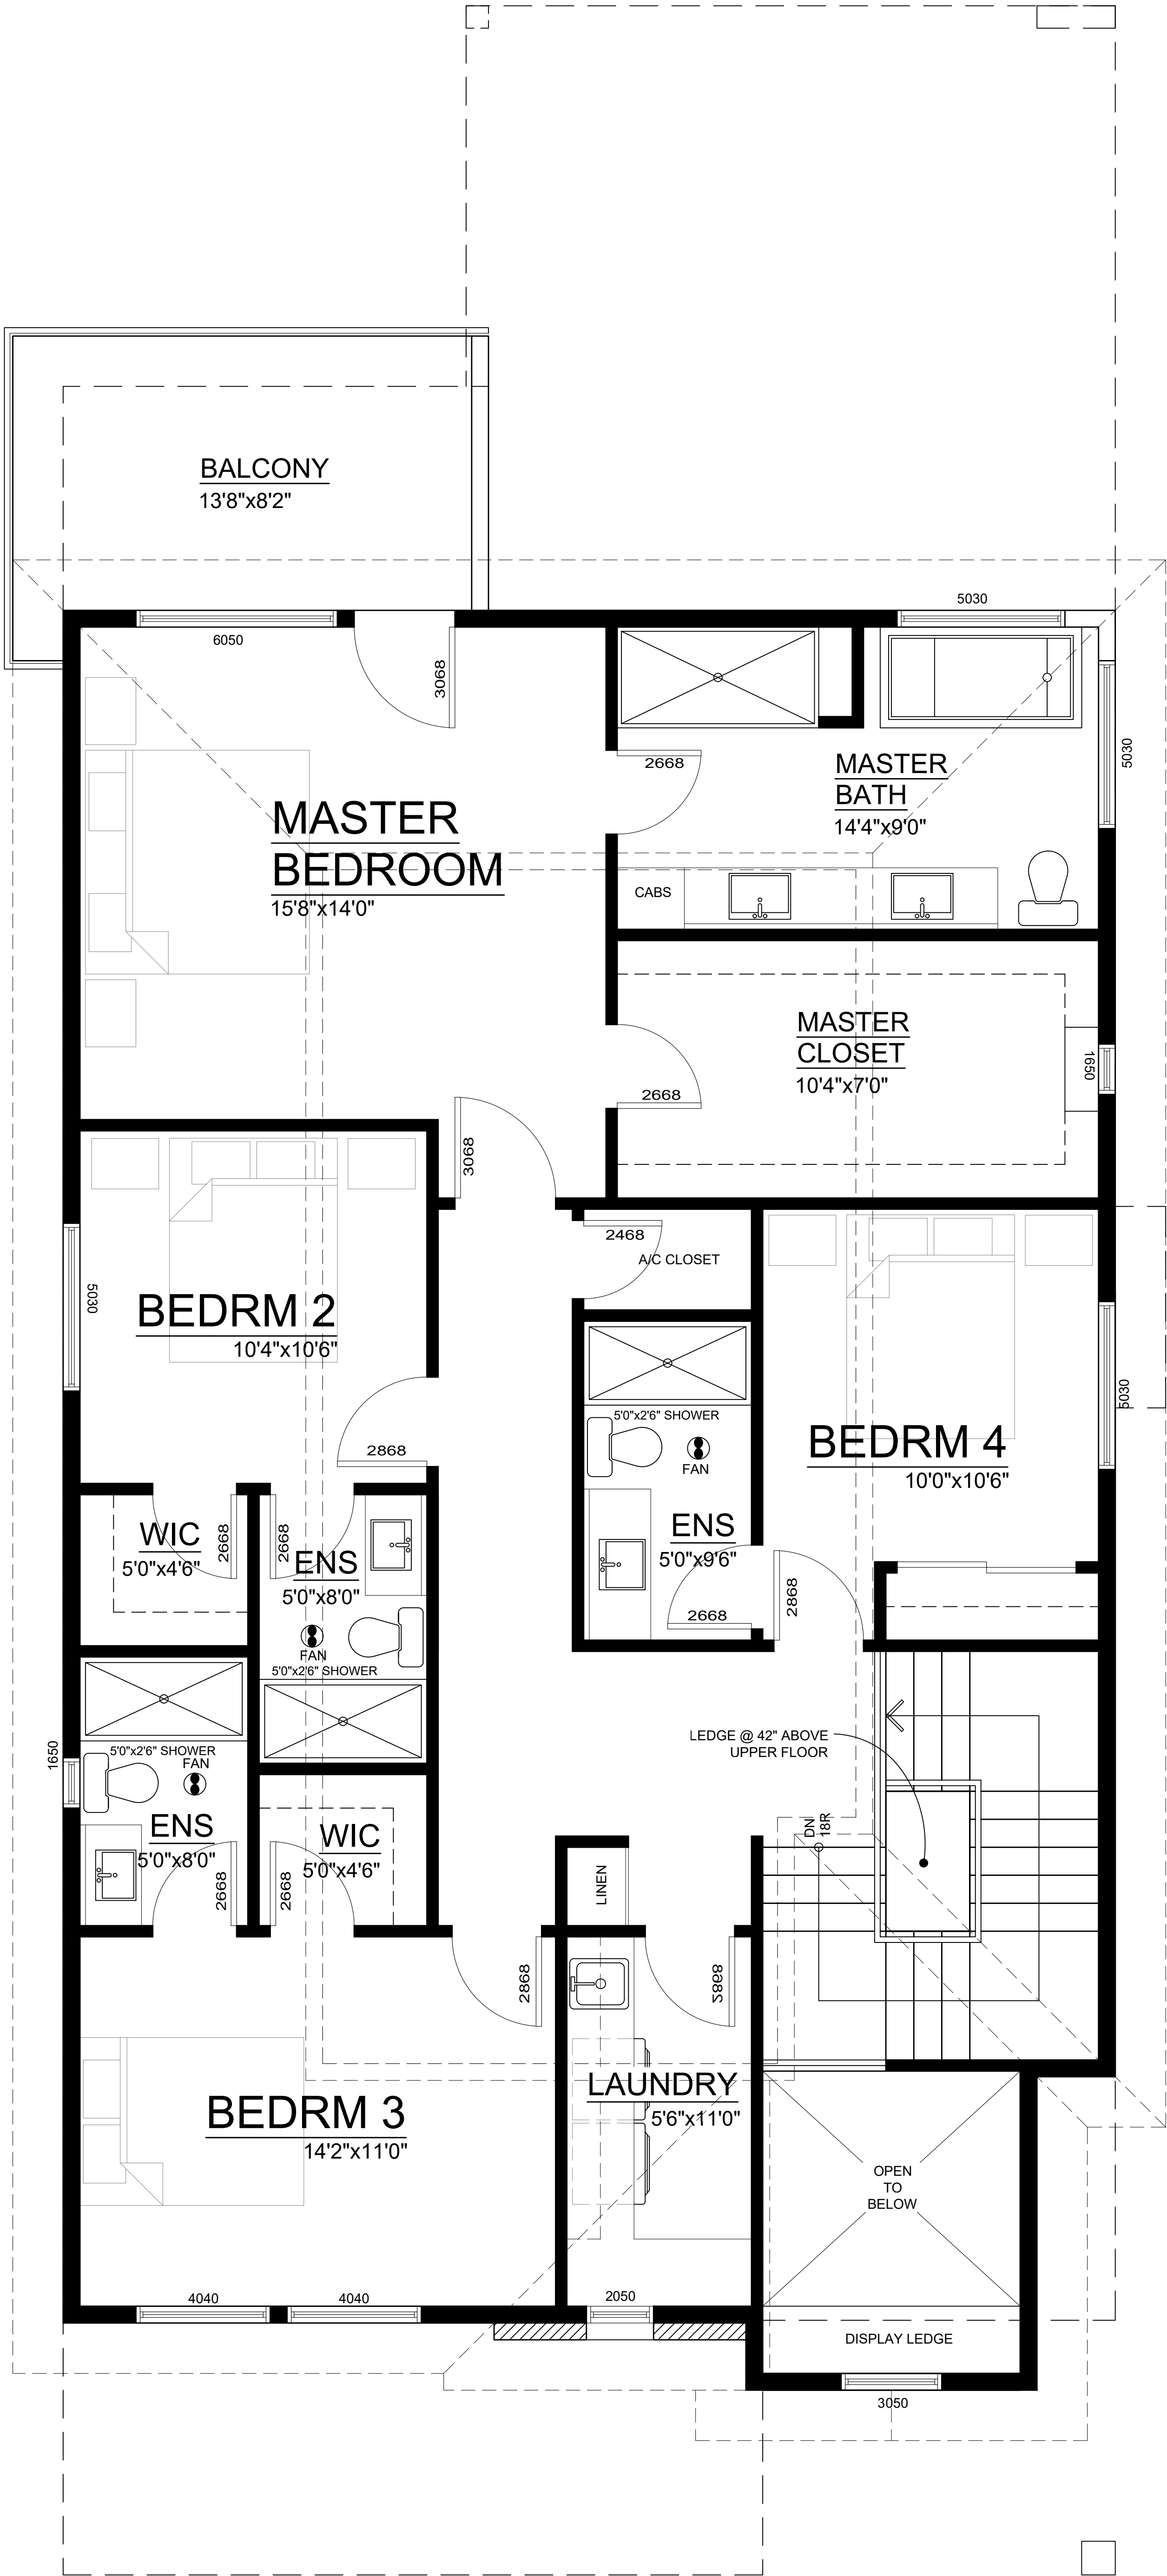 BALCONY
13'8"x8'2"
5030
6050
3068
2668
5030
MASTER
BATH
14'4"x9'0"
MASTER
BEDROOM
15'8"x14'0"
CABS
MASTER
CLOSET
10'4"x7'0"
1650
2668
3068
2468
A/C CLOSET
5030
BEDRM 2
10'4"x10'6"
5030
5'0"x2'6" SHOWER
FAN
BEDRM 4
10'0"x10'6"
2868
WIC
5'0"x4'6"
2668
2668
ENS
5'0"x8'0"
ENS
5'0"x9'6"
2668
2868
FAN
5'0"x2'6" SHOWER
1650
5'0"x2'6" SHOWER
FAN
LEDGE @ 42" ABOVE
UPPER FLOOR
ENS
5'0"x8'0"
2668
WIC
5'0"x4'6"
2668
DN
18R
LINEN
2868
2868
LAUNDRY
5'6"x11'0"
BEDRM 3
14'2"x11'0"
OPEN
TO
BELOW
4040
4040
2050
DISPLAY LEDGE
3050